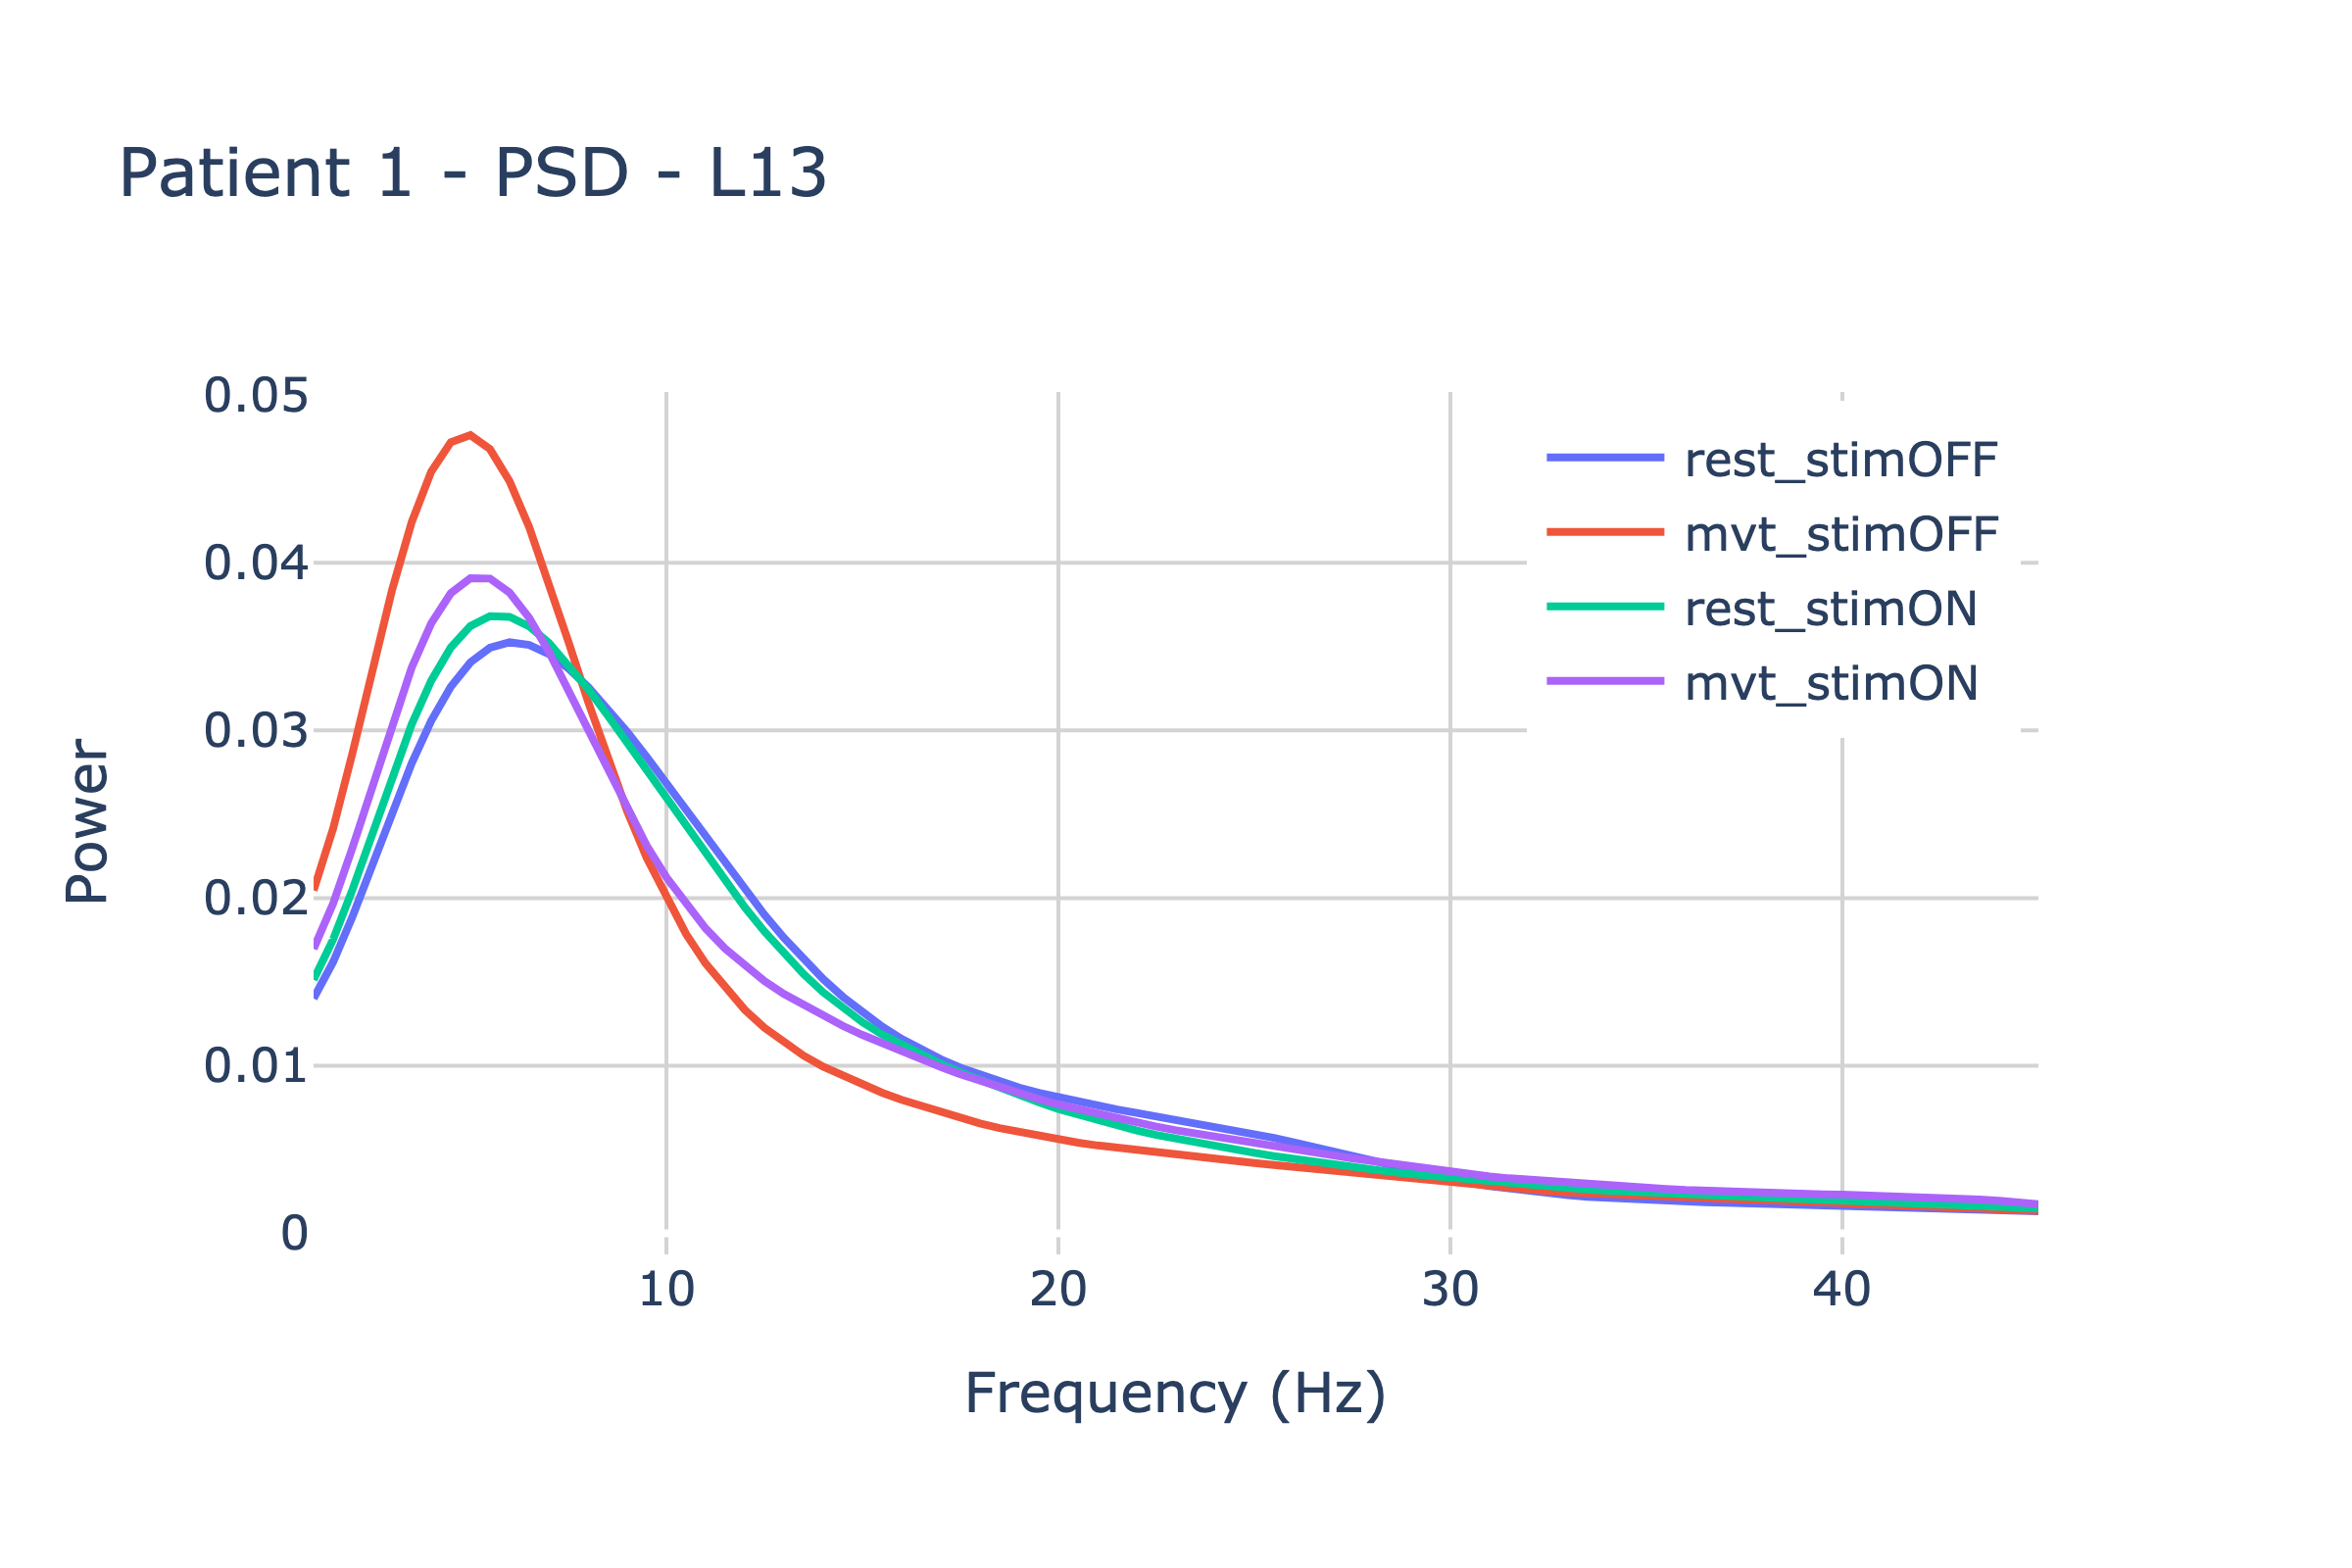 Patient 1 - PSD - L13
0.05
0.04
0.03
0.02
0.01
0
Power
10 20 30 40
Frequency (Hz)
rest_stimOFF
mvt_stimOFF
rest_stimON
mvt_stimON